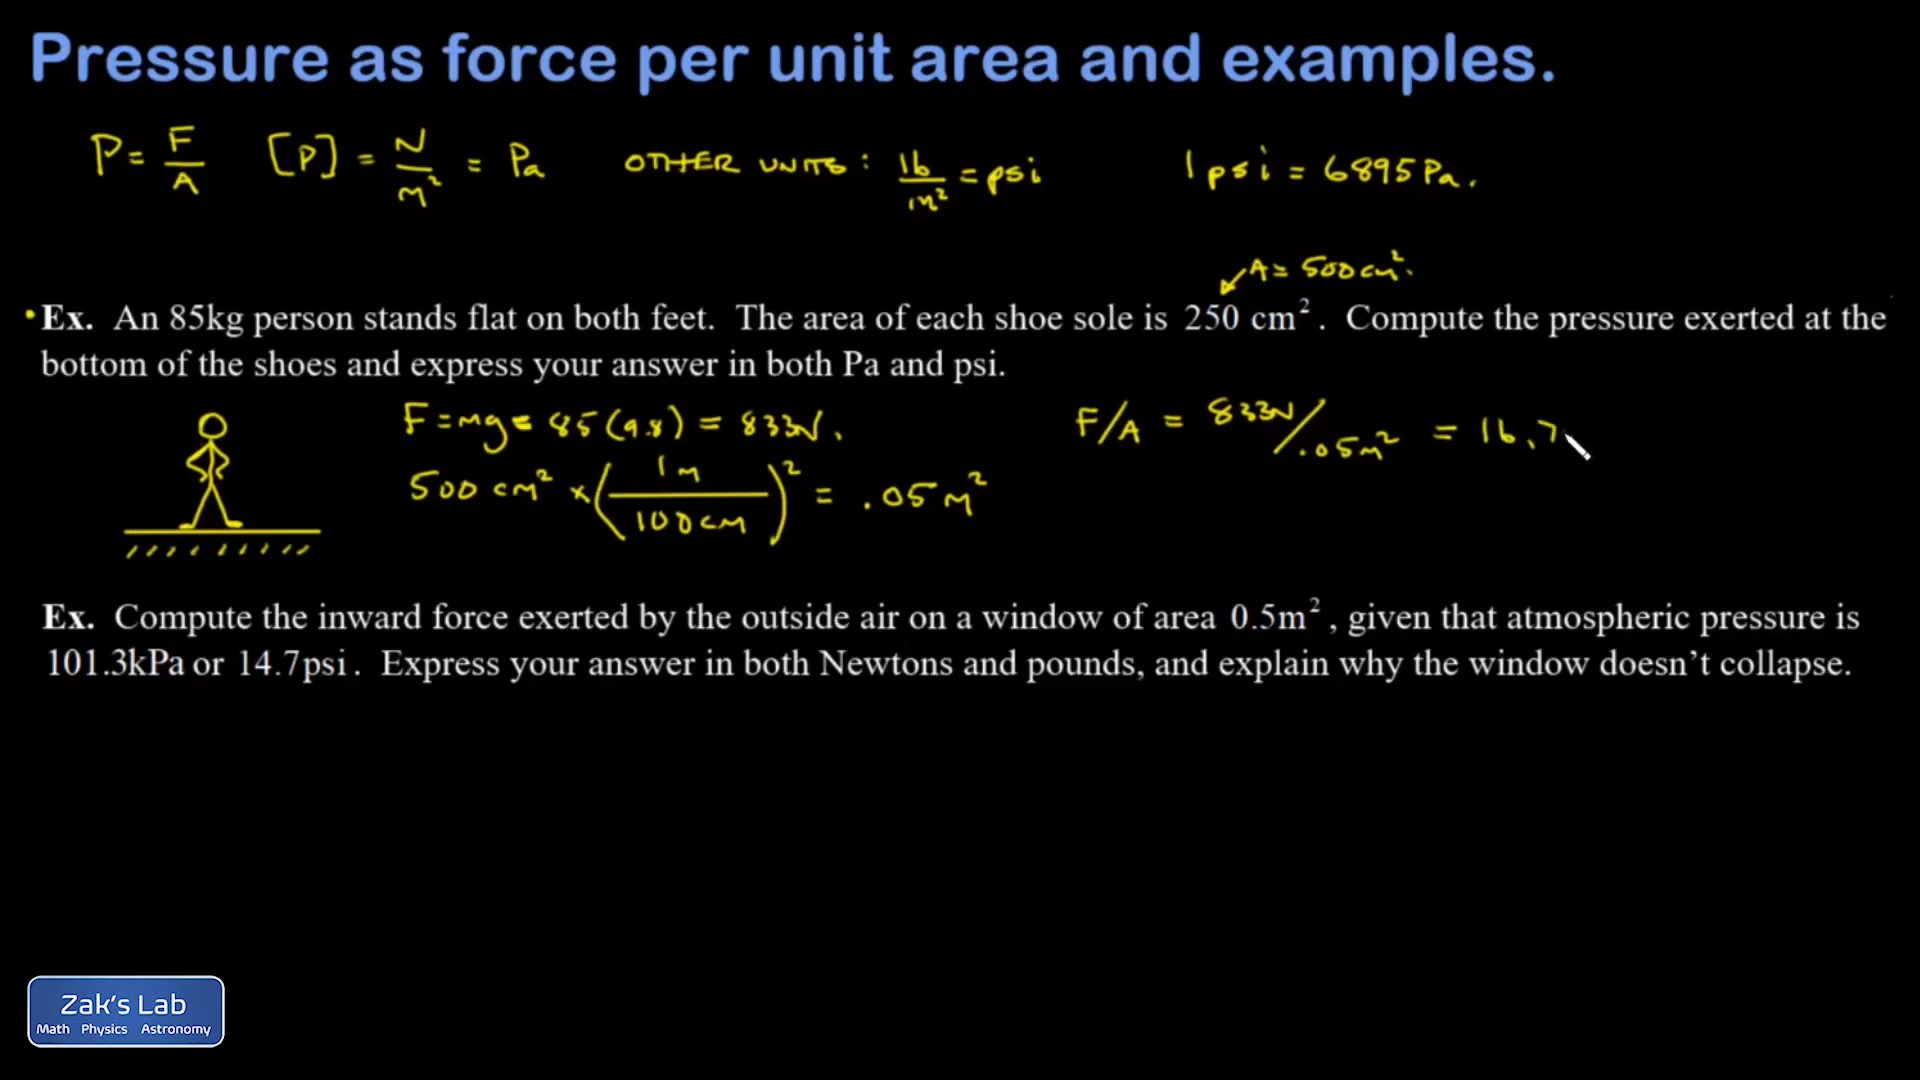 Pressure as force per unit area and examples.
P = F/A [P] = N/m² = Pa OTHER UNITS: lb/in² = psi 1 psi = 6895 Pa.
A = 500 cm².
• Ex. An 85kg person stands flat on both feet. The area of each shoe sole is 250 cm². Compute the pressure exerted at the
bottom of the shoes and express your answer in both Pa and psi.
F = mg = 85(9.8) = 833N.
500 cm² × (1m/100cm)² = .05m²
F/A = 833N/.05m² = 16,7
Ex. Compute the inward force exerted by the outside air on a window of area 0.5m², given that atmospheric pressure is
101.3kPa or 14.7psi. Express your answer in both Newtons and pounds, and explain why the window doesn’t collapse.
Zak's Lab
Math Physics Astronomy